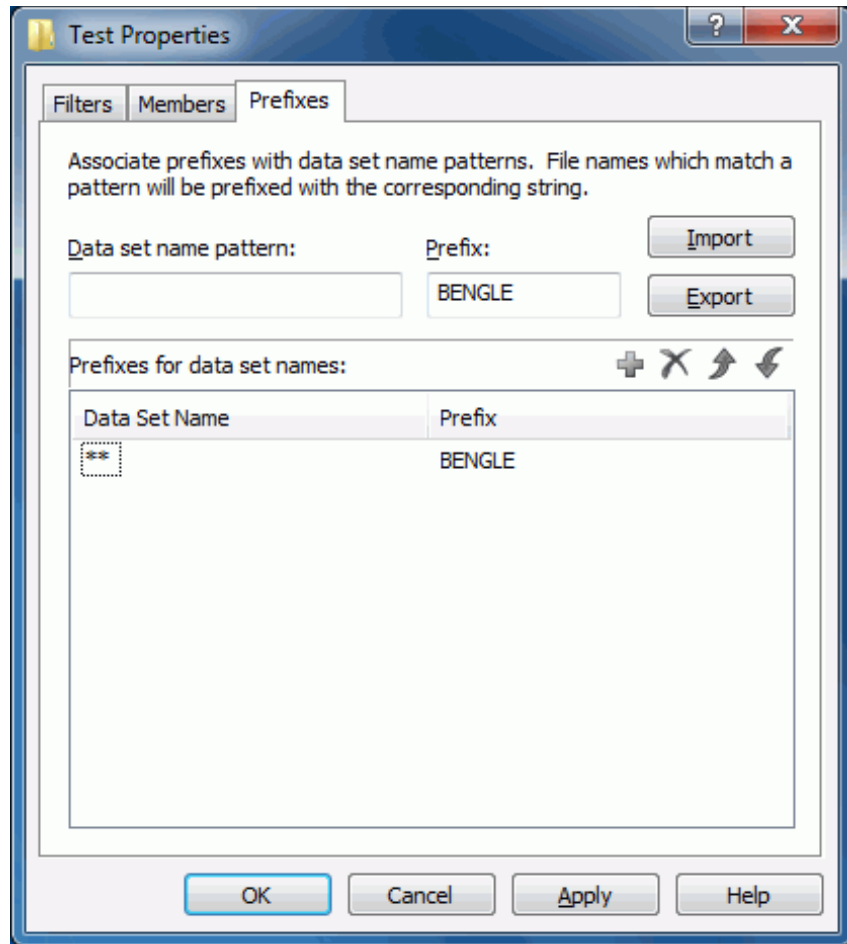 Test Properties
?
X
Filters Members Prefixes
Associate prefixes with data set name patterns. File names which match a
pattern will be prefixed with the corresponding string.
Data set name pattern: Prefix: Import
BENGLE Export
Prefixes for data set names:
Data Set Name Prefix
** BENGLE
OK Cancel Apply Help